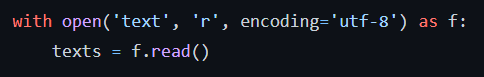 with open('text', 'r', encoding='utf-8') as f:
    texts = f.read()